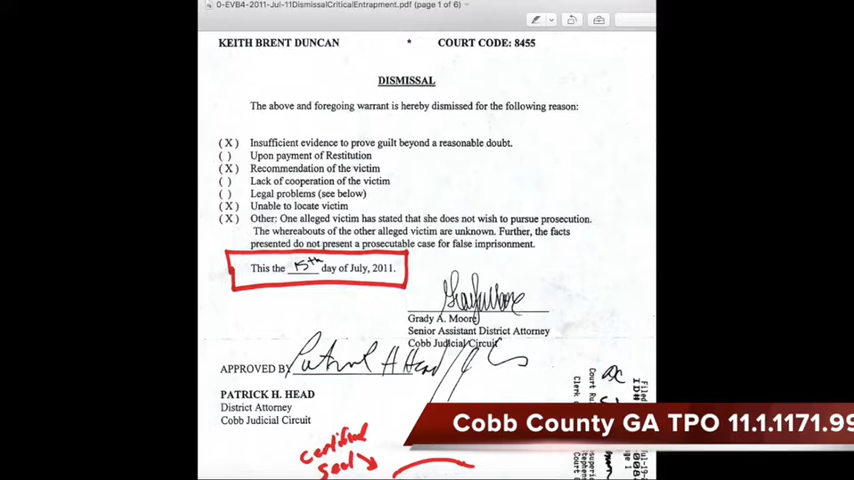 0-EVB4-2011-Jul-11DismissalCriticalEntrapment.pdf (page 1 of 6)
KEITH BRENT DUNCAN * COURT CODE: 8455
DISMISSAL
The above and foregoing warrant is hereby dismissed for the following reason:
(X) Insufficient evidence to prove guilt beyond a reasonable doubt.
( ) Upon payment of Restitution
(X) Recommendation of the victim
( ) Lack of cooperation of the victim
( ) Legal problems (see below)
(X) Unable to locate victim
(X) Other: One alleged victim has stated that she does not wish to pursue prosecution.
The whereabouts of the other alleged victim are unknown. Further, the facts
presented do not present a prosecutable case for false imprisonment.
This the 15th day of July, 2011.
Grady A. Moore
Senior Assistant District Attorney
Cobb Judicial Circuit
APPROVED BY Patrick H Head
PATRICK H. HEAD
District Attorney
Cobb Judicial Circuit
Certified
Seal
Cobb County GA TPO 11.1.1171.99